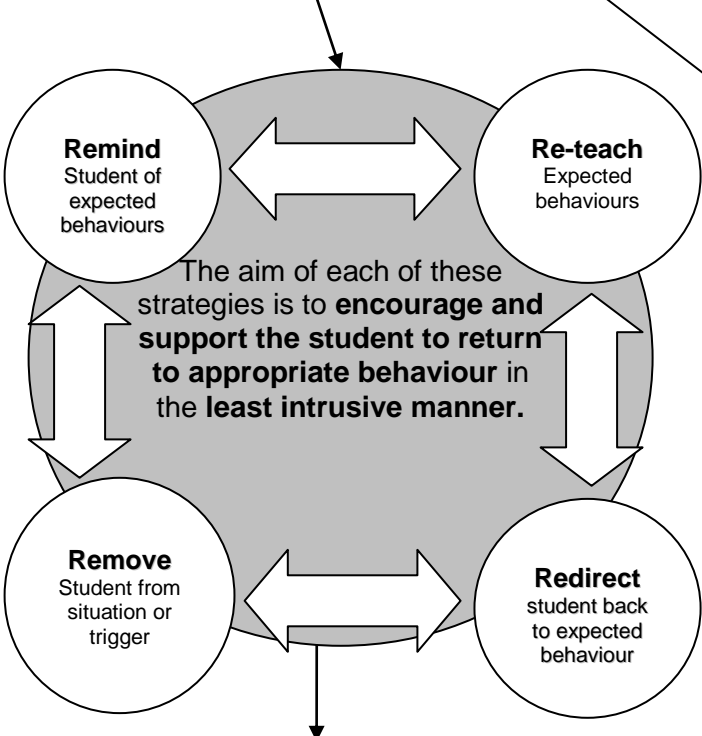 Remind
Student of
expected
behaviours
Re-teach
Expected
behaviours
The aim of each of these
strategies is to encourage and
support the student to return
to appropriate behaviour in
the least intrusive manner.
Remove
Student from
situation or
trigger
Redirect
student back
to expected
behaviour